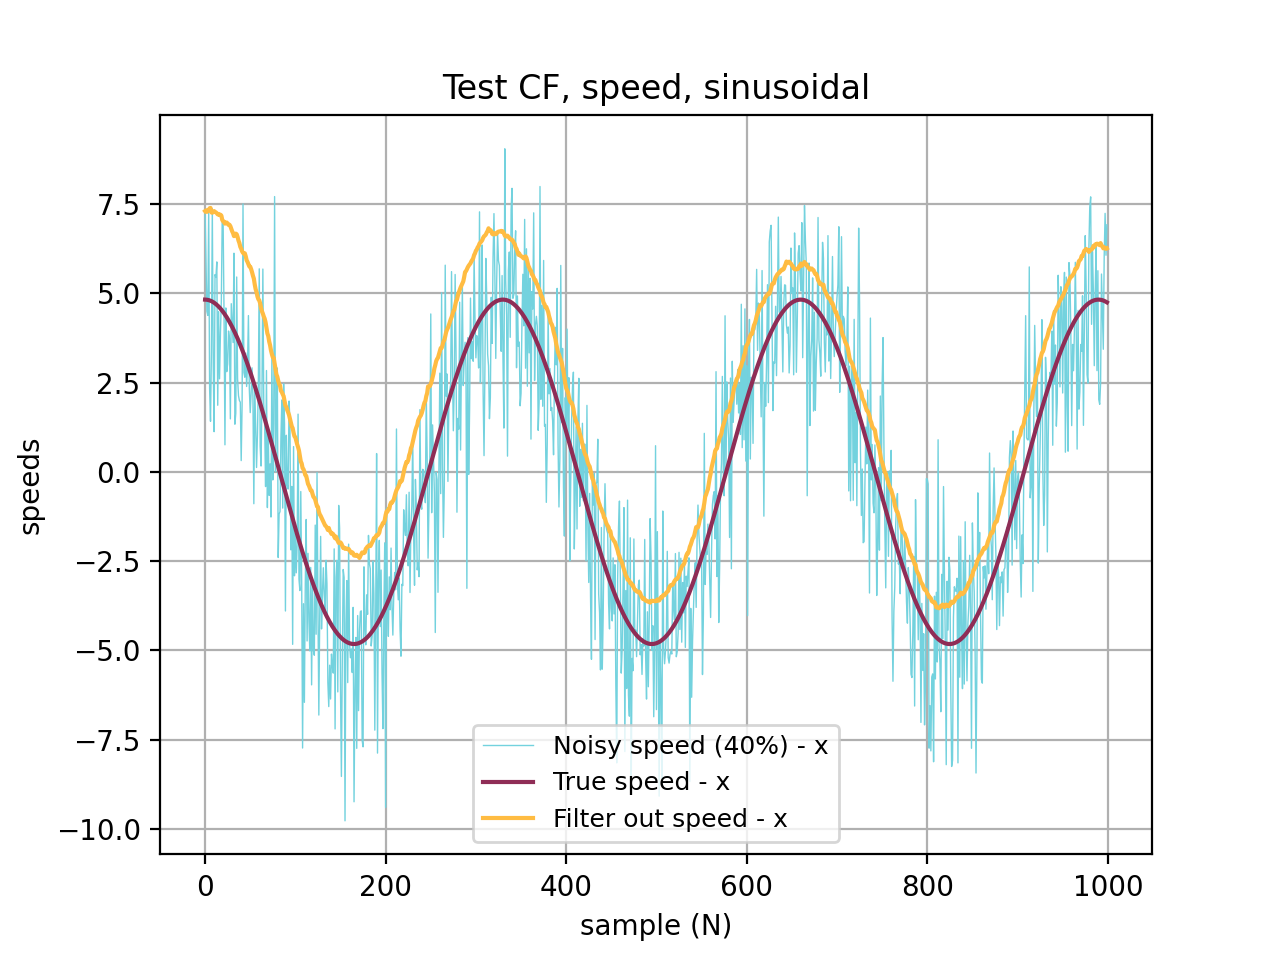 Test CF, speed, sinusoidal
speeds
7.5
5.0
2.5
0.0
−2.5
−5.0
−7.5
−10.0
Noisy speed (40%) - x
True speed - x
Filter out speed - x
0 200 400 600 800 1000
sample (N)